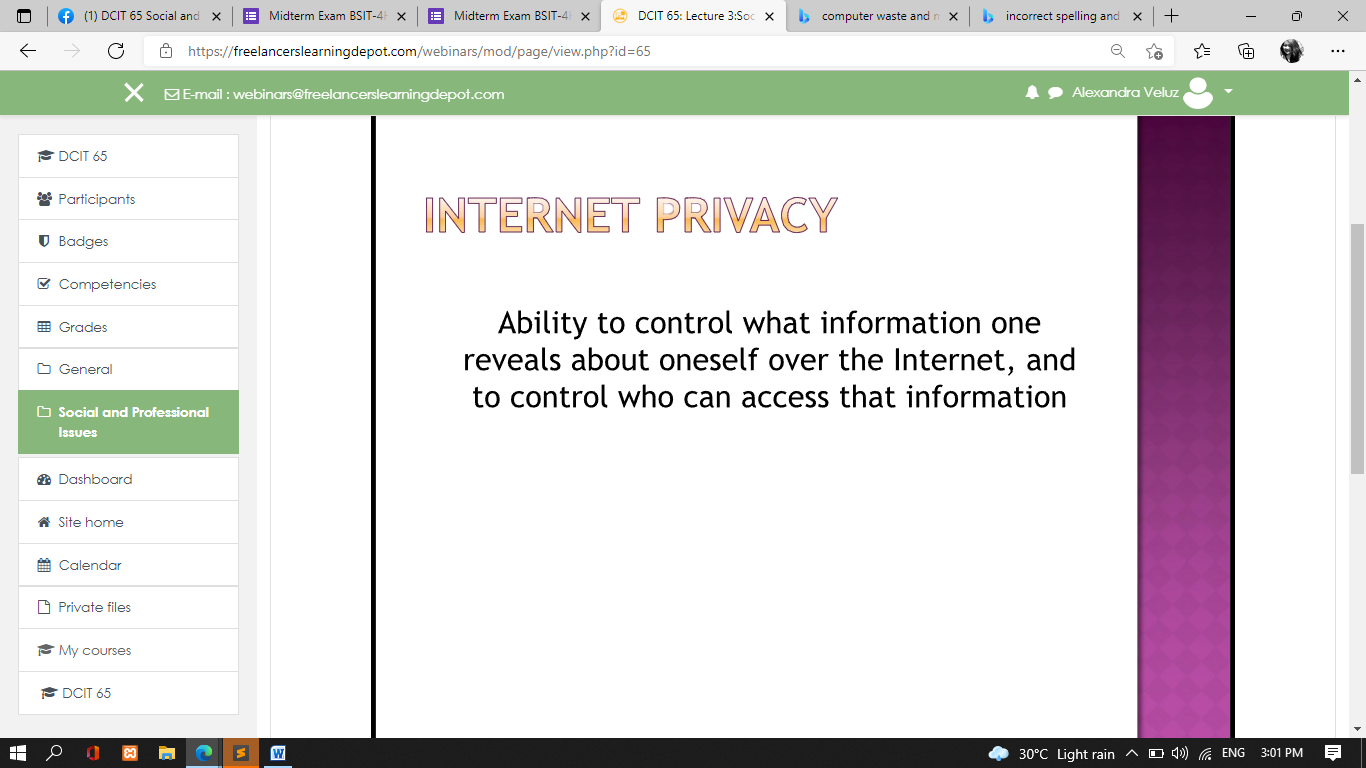 (1) DCIT 65 Social and
Midterm Exam BSIT-4
Midterm Exam BSIT-4
DCIT 65: Lecture 3:Soc
computer waste and
incorrect spelling and
https://freelancerslearningdepot.com/webinars/mod/page/view.php?id=65
E-mail : webinars@freelancerslearningdepot.com
Alexandra Veluz
DCIT 65
Participants
Badges
Competencies
Grades
General
Social and Professional
Issues
Dashboard
Site home
Calendar
Private files
My courses
DCIT 65
INTERNET PRIVACY
Ability to control what information one
reveals about oneself over the Internet, and
to control who can access that information
30°C Light rain
ENG
3:01 PM